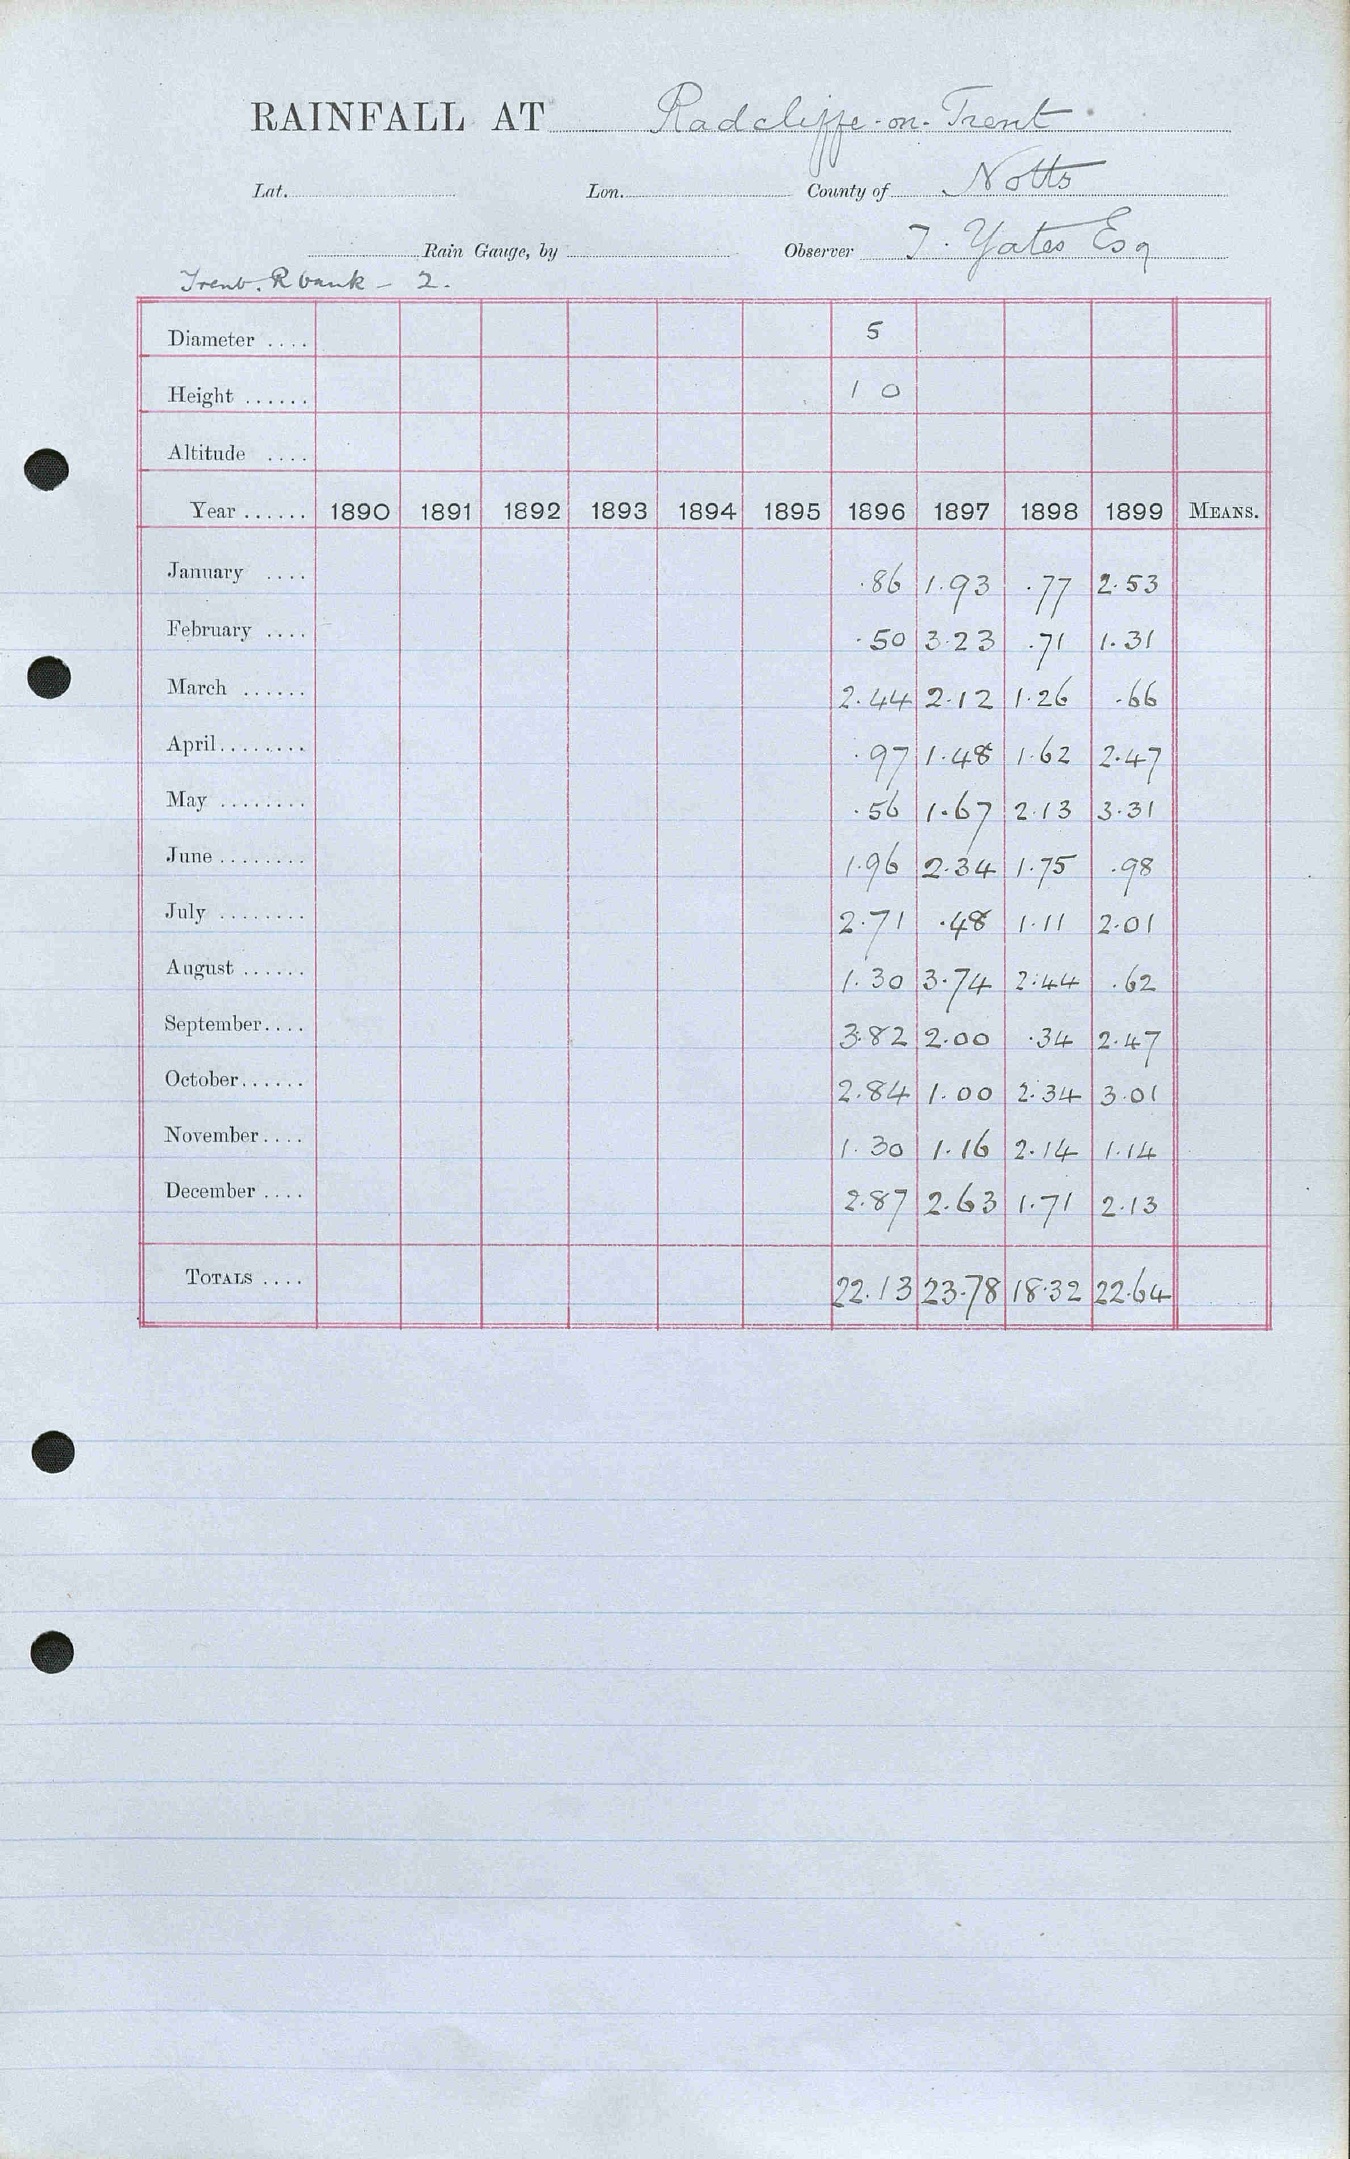 RAINFALL AT Radcliffe-on-Trent
Lat. Lon. County of Notts
Rain Gauge, by Observer T. Yates Esq
Trent. R bank - 2.
Diameter .... 5
Height ...... 1 0
Altitude ....
Year ...... 1890 1891 1892 1893 1894 1895 1896 1897 1898 1899 MEANS.
January .... .86 1.93 .77 2.53
February .... .50 3.23 .71 1.31
March ...... 2.44 2.12 1.26 .66
April........ .97 1.48 1.62 2.47
May ........ .56 1.67 2.13 3.31
June ........ 1.96 2.34 1.75 .98
July ........ 2.71 .48 1.11 2.01
August ...... 1.30 3.74 2.44 .62
September.... 3.82 2.00 .34 2.47
October...... 2.84 1.00 2.34 3.01
November.... 1.30 1.16 2.14 1.14
December .... 2.87 2.63 1.71 2.13
TOTALS .... 22.13 23.78 18.32 22.64